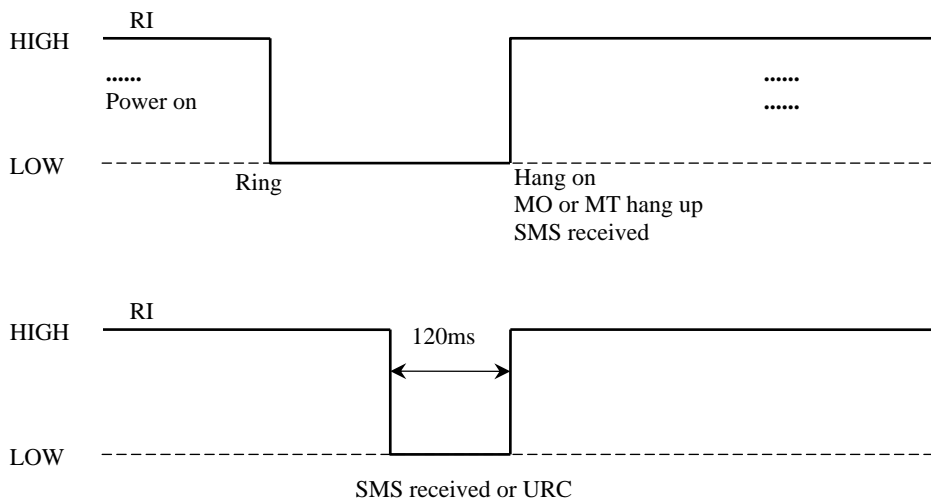 RI
HIGH
......
Power on
......
......
LOW
Ring
Hang on
MO or MT hang up
SMS received
RI
HIGH
120ms
LOW
SMS received or URC